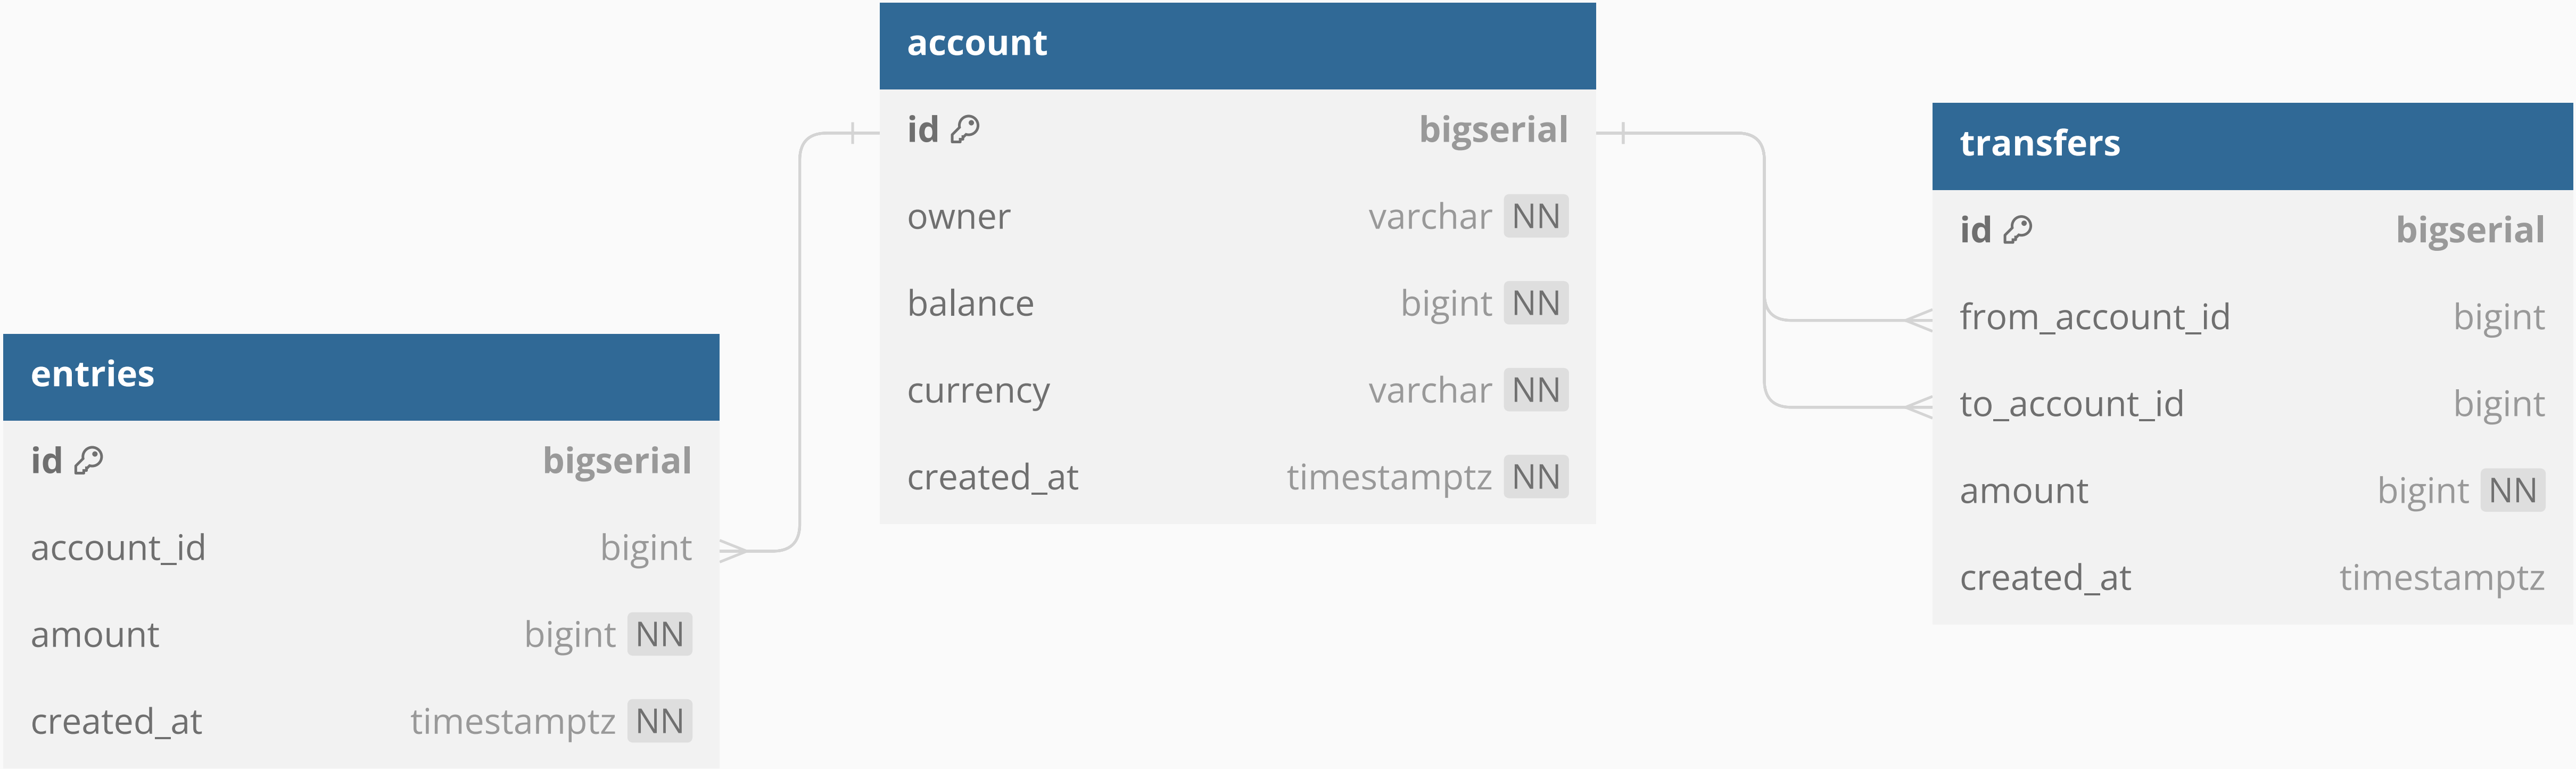 account
id bigserial
owner varchar NN
balance bigint NN
currency varchar NN
created_at timestamptz NN
entries
id bigserial
account_id bigint
amount bigint NN
created_at timestamptz NN
transfers
id bigserial
from_account_id bigint
to_account_id bigint
amount bigint NN
created_at timestamptz